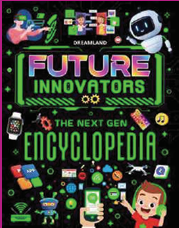 DREAMLAND
FUTURE
INNOVATORS
THE NEXT GEN
ENCYCLOPEDIA